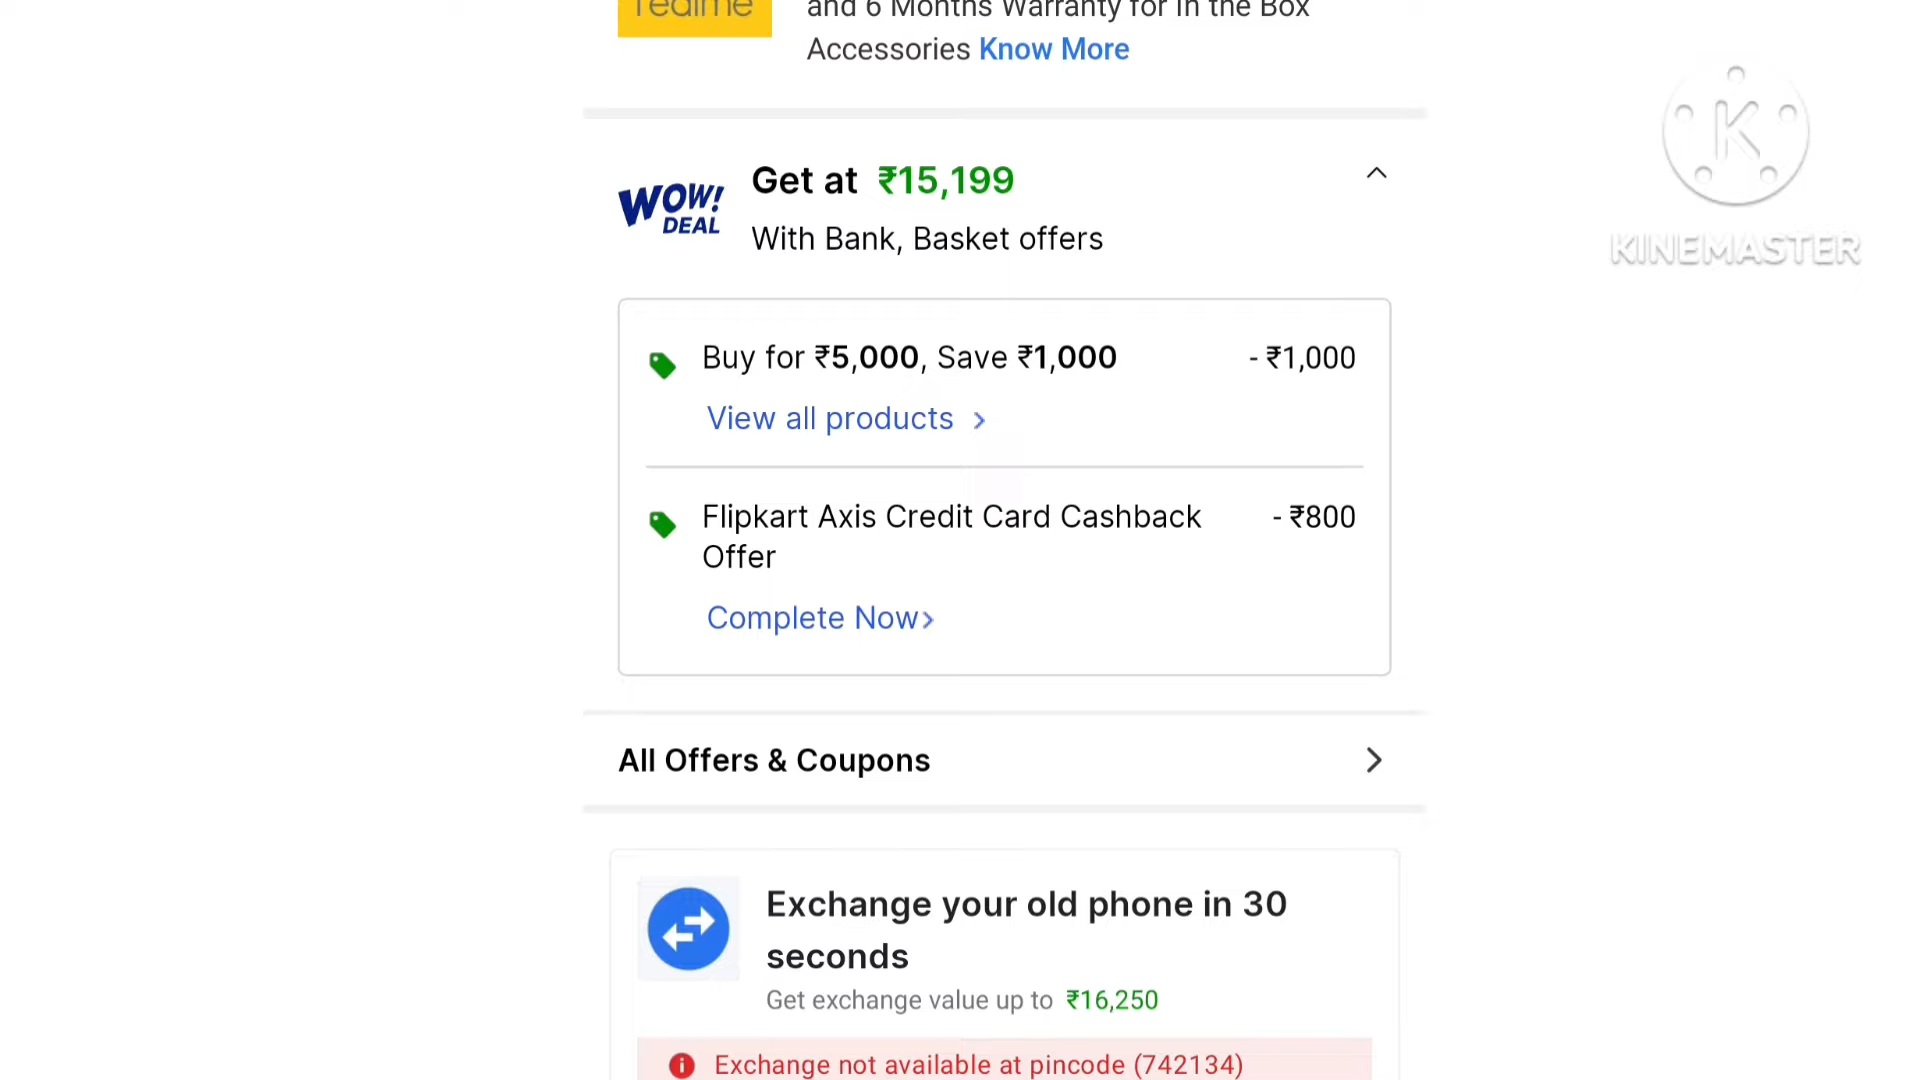 realme
and 6 Months Warranty for In the Box
Accessories Know More
WOW!
DEAL
Get at ₹15,199
With Bank, Basket offers
Buy for ₹5,000, Save ₹1,000 - ₹1,000
View all products
Flipkart Axis Credit Card Cashback - ₹800
Offer
Complete Now
All Offers & Coupons
Exchange your old phone in 30
seconds
Get exchange value up to ₹16,250
Exchange not available at pincode (742134)
K
KINEMASTER